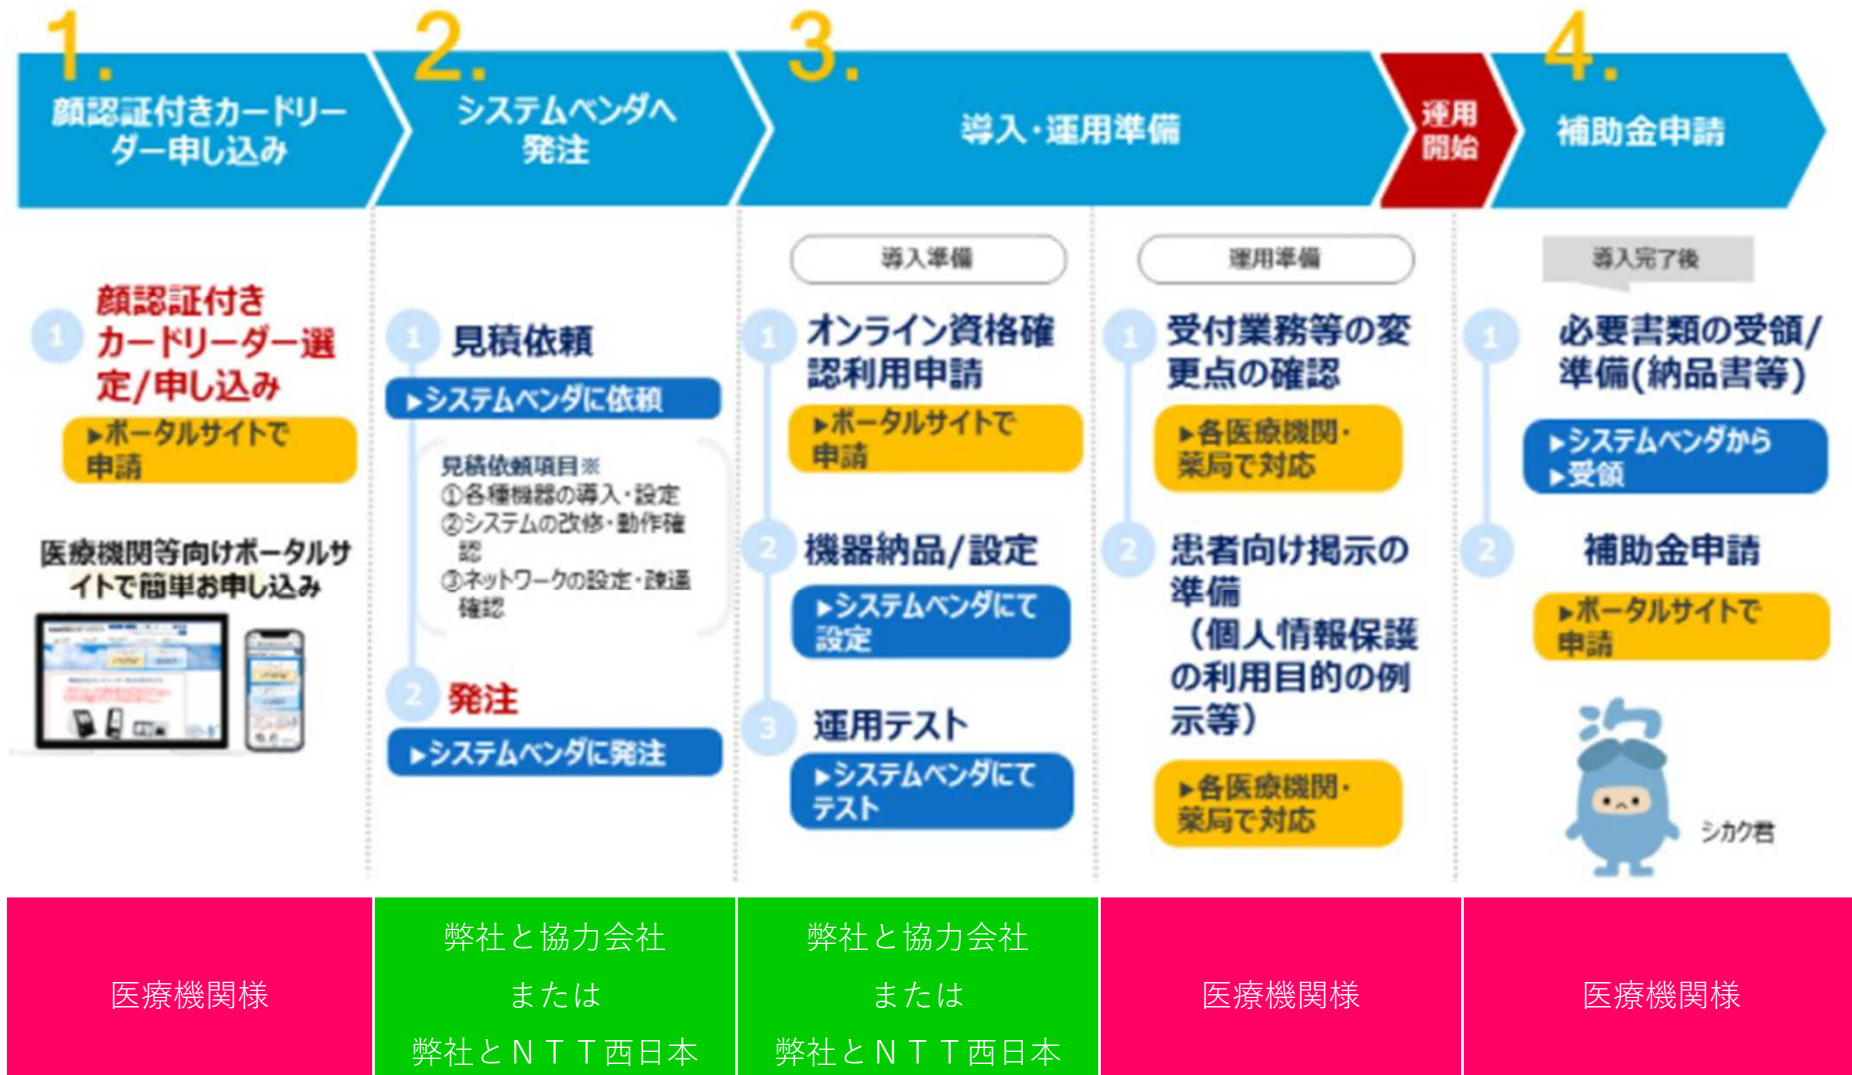 1.
顔認証付きカードリー
ダー申し込み
2.
システムベンダへ
発注
3.
導入・運用準備
運用
開始
4.
補助金申請
1
顔認証付き
カードリーダー選
定/申し込み
▶ポータルサイトで
申請
医療機関等向けポータルサ
イトで簡単お申し込み
1
見積依頼
▶システムベンダに依頼
見積依頼項目※
①各種機器の導入・設定
②システムの改修・動作確
認
③ネットワークの設定・疎通
確認
2
発注
▶システムベンダに発注
導入準備
1
オンライン資格確
認利用申請
▶ポータルサイトで
申請
2
機器納品/設定
▶システムベンダにて
設定
3
運用テスト
▶システムベンダにて
テスト
運用準備
1
受付業務等の変
更点の確認
▶各医療機関・
薬局で対応
2
患者向け掲示の
準備
（個人情報保護
の利用目的の例
示等）
▶各医療機関・
薬局で対応
導入完了後
1
必要書類の受領/
準備(納品書等)
▶システムベンダから
▶受領
2
補助金申請
▶ポータルサイトで
申請
シカク君
医療機関様
弊社と協力会社
または
弊社とＮＴＴ西日本
弊社と協力会社
または
弊社とＮＴＴ西日本
医療機関様
医療機関様